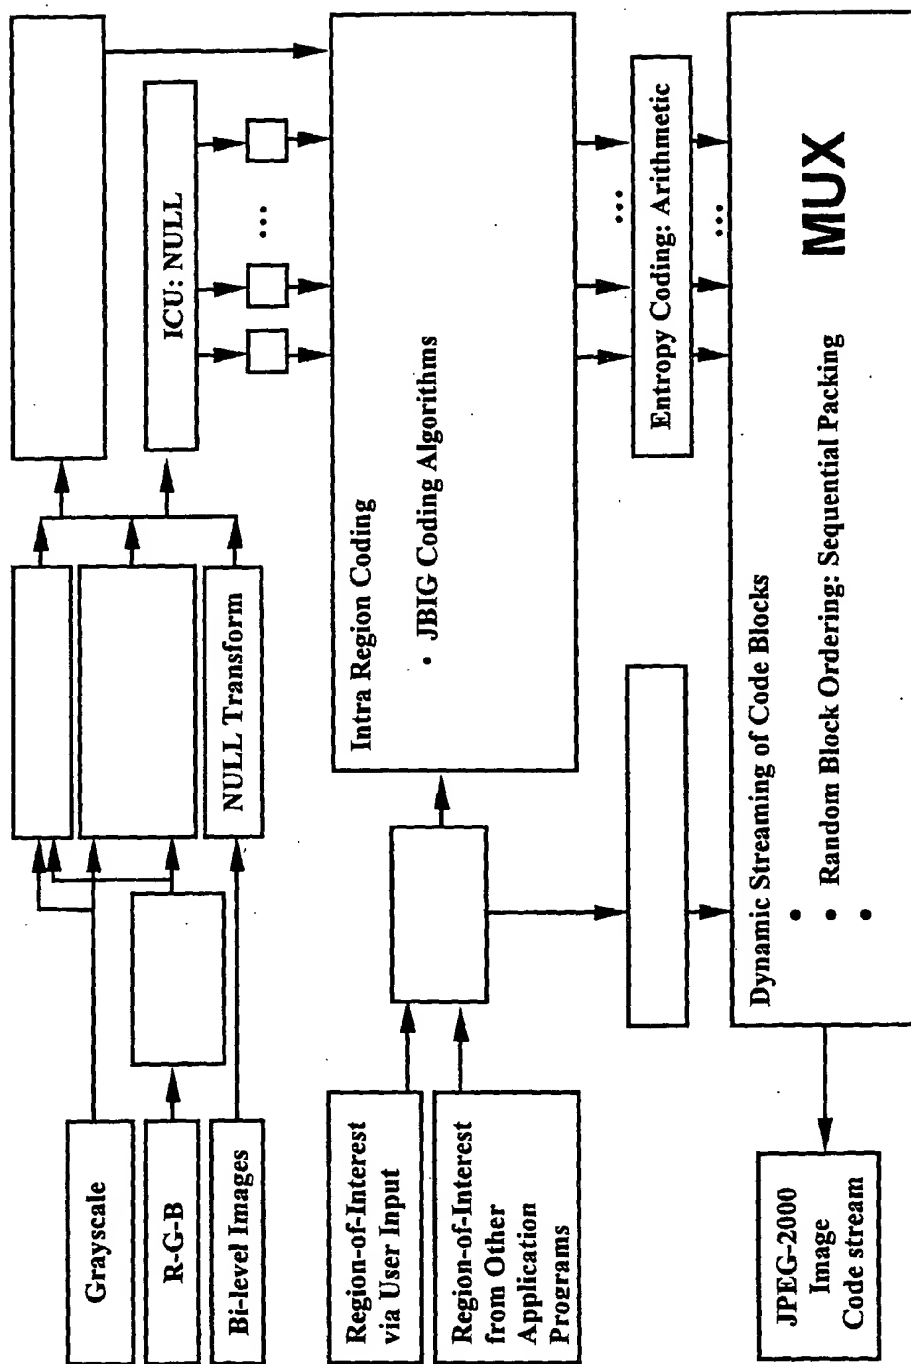 Grayscale
R-G-B
Bi-level Images
NULL Transform
ICU: NULL
...
Region-of-Interest
via User Input
Region-of-Interest
from Other
Application
Programs
Intra Region Coding
• JBIG Coding Algorithms
...
Entropy Coding: Arithmetic
...
Dynamic Streaming of Code Blocks
•
• Random Block Ordering: Sequential Packing
•
MUX
JPEG-2000
Image
Code stream